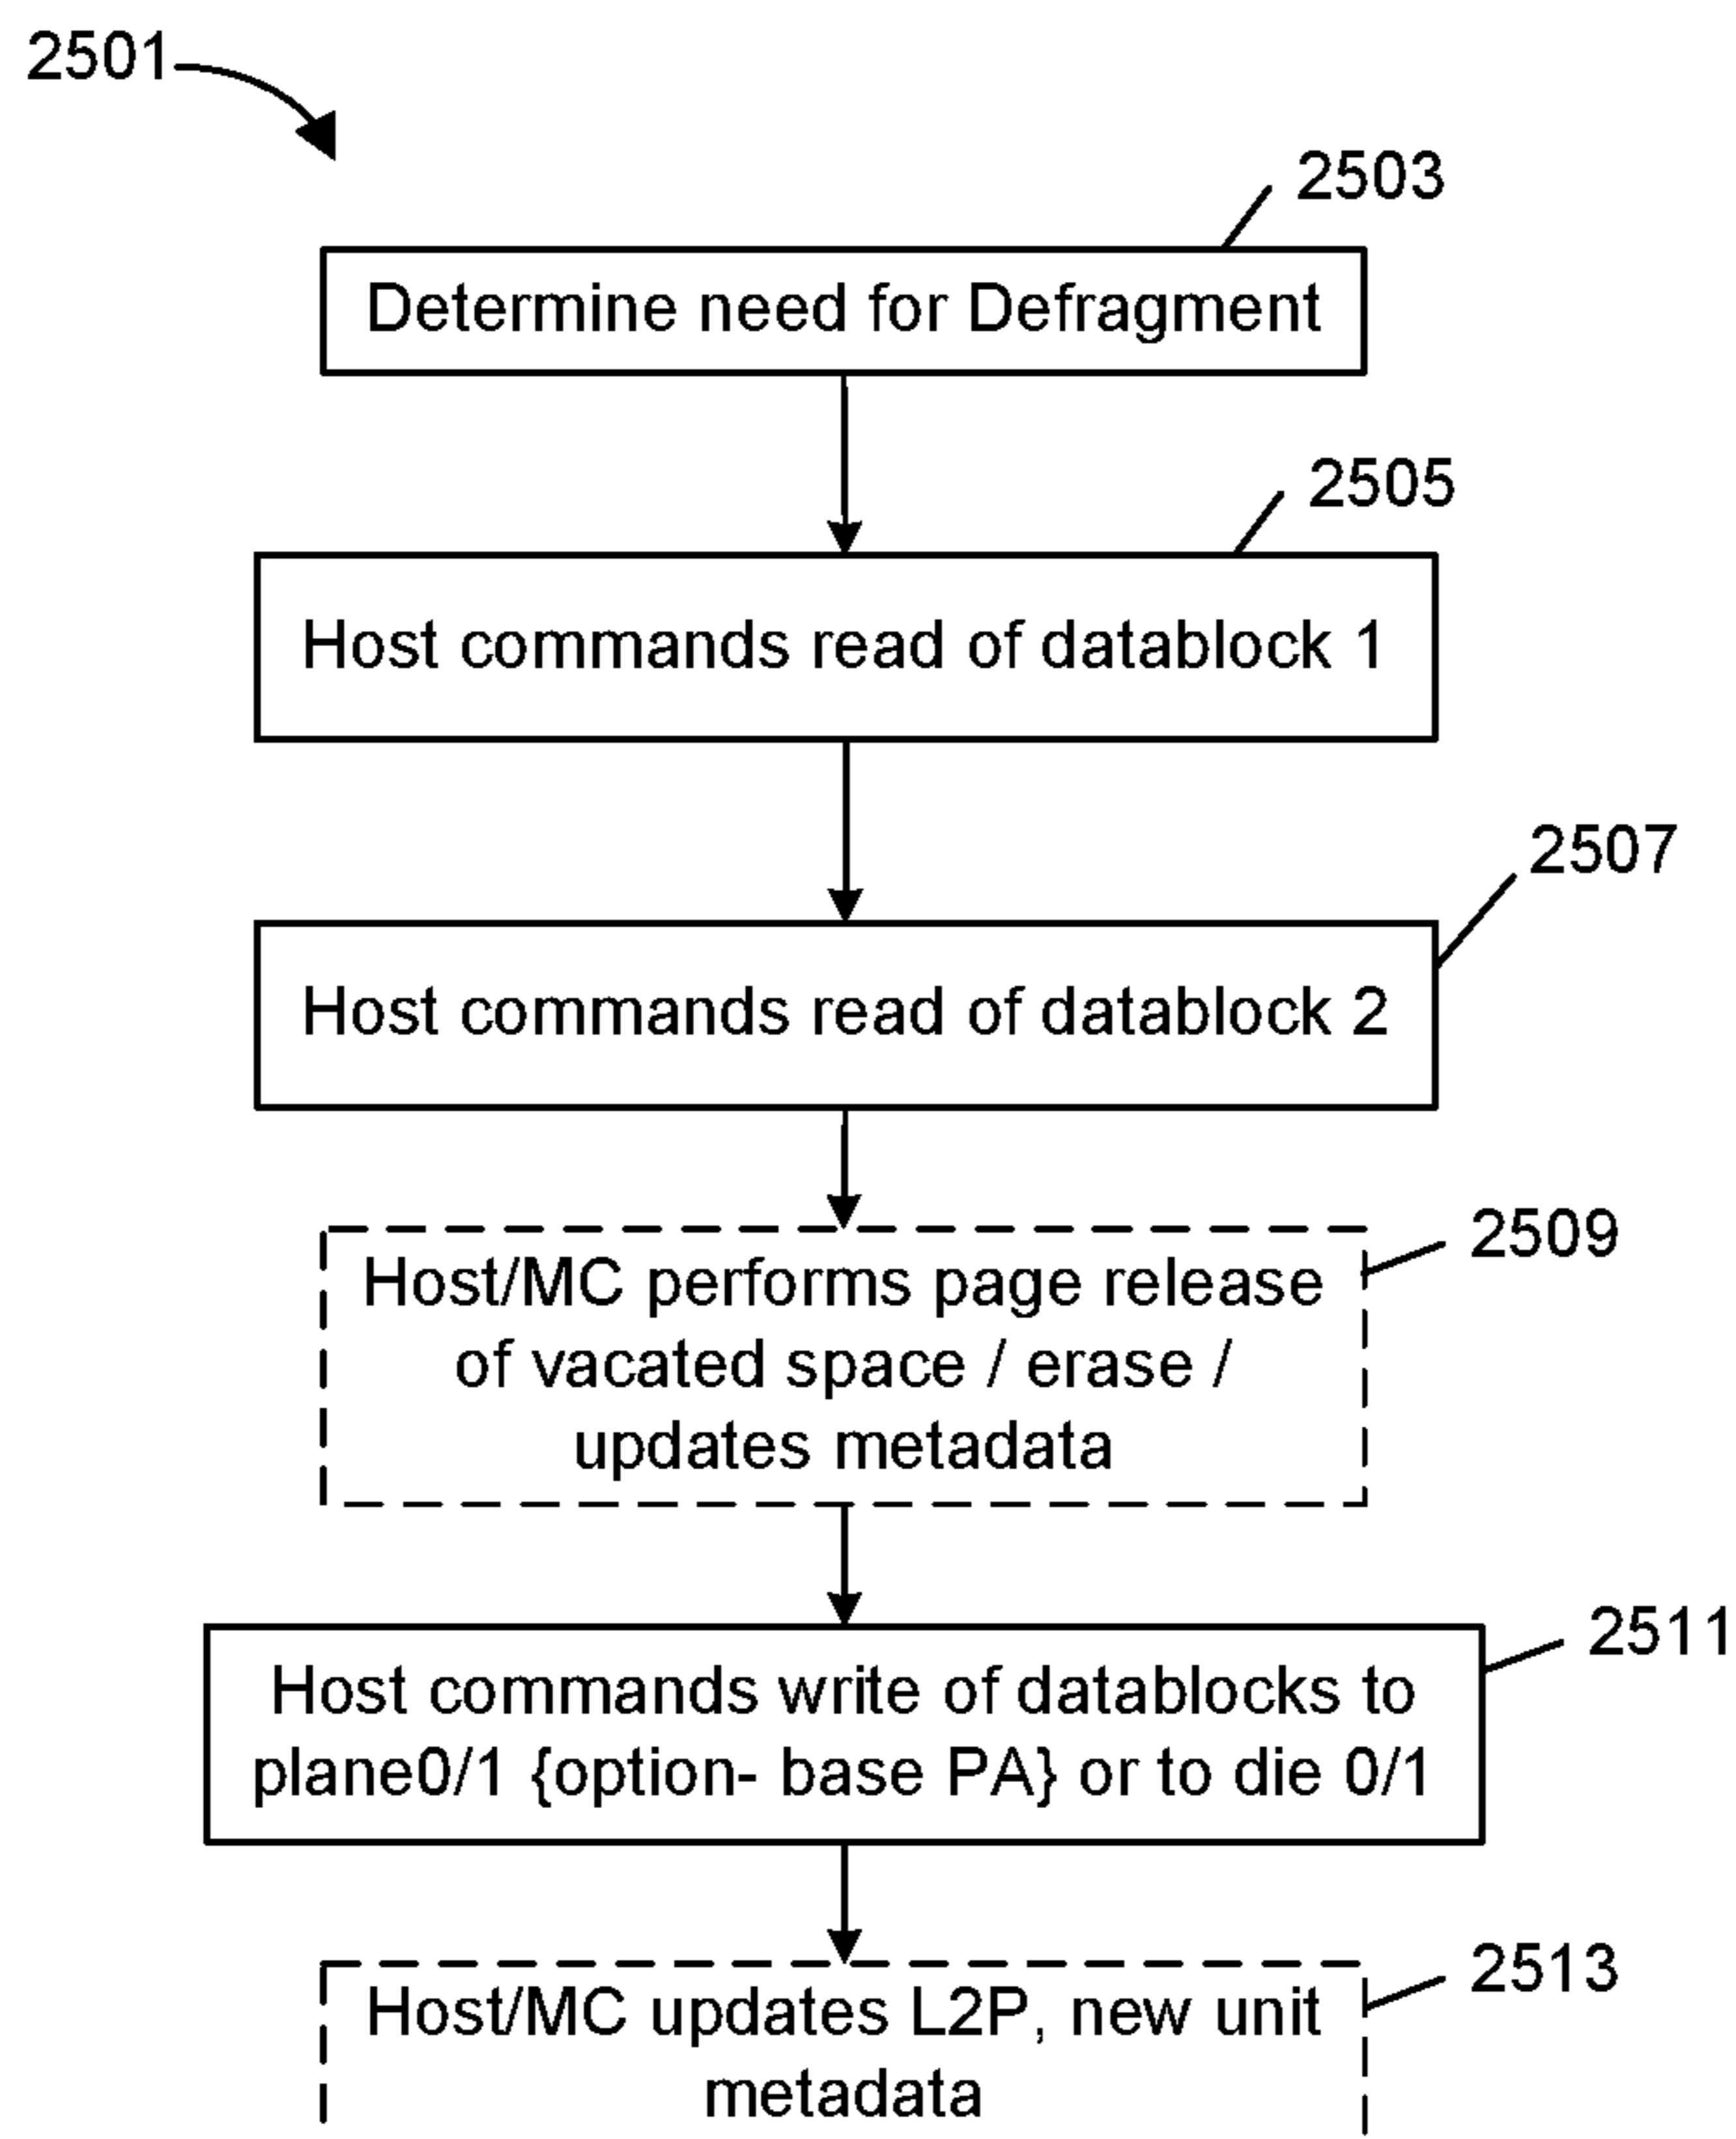 2501
2503
Determine need for Defragment
2505
Host commands read of datablock 1
2507
Host commands read of datablock 2
2509
Host/MC performs page release
of vacated space / erase /
updates metadata
2511
Host commands write of datablocks to
plane0/1 {option- base PA} or to die 0/1
2513
Host/MC updates L2P, new unit
metadata